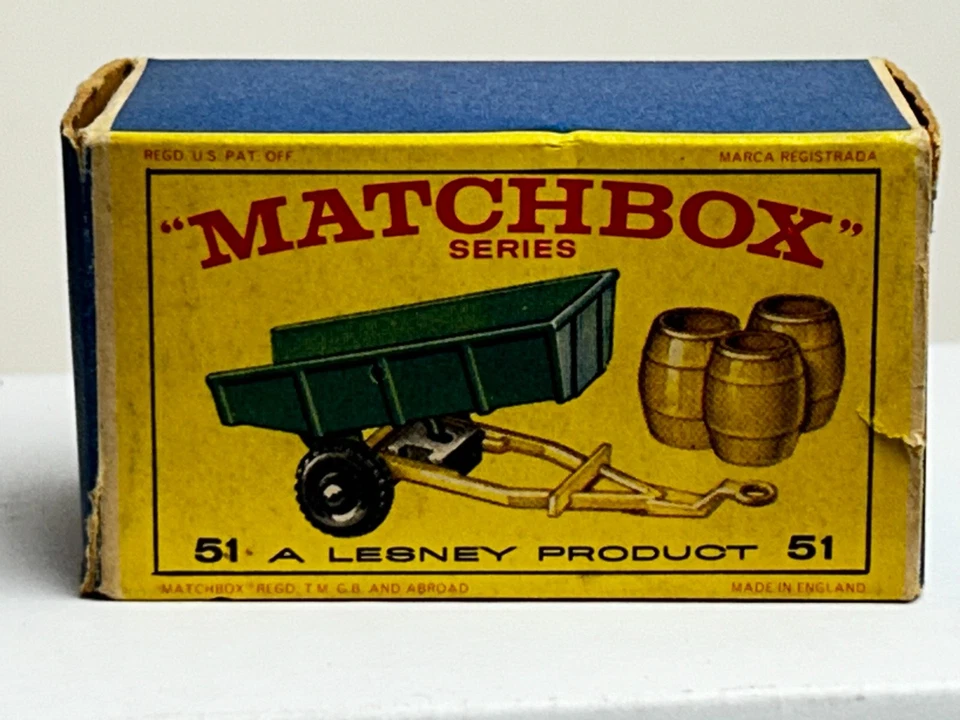 REGD. U.S. PAT. OFF. MARCA REGISTRADA
"MATCHBOX"
SERIES
51 A LESNEY PRODUCT 51
"MATCHBOX" REGD. T.M. G.B. AND ABROAD MADE IN ENGLAND